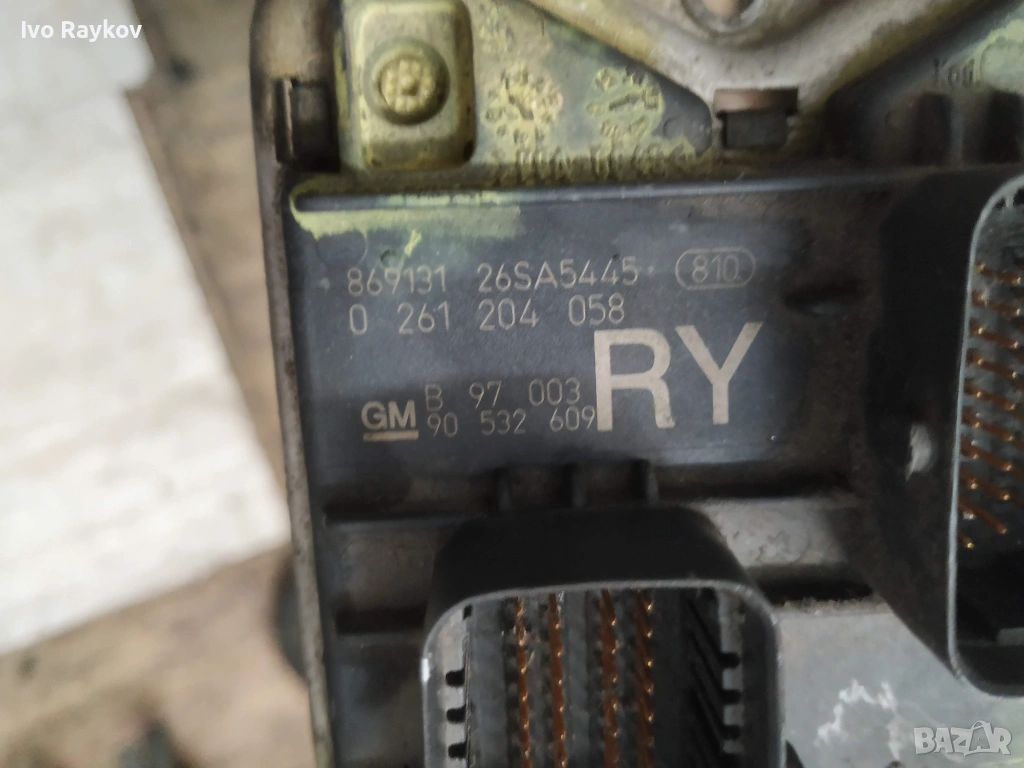 Ivo Raykov
869131 26SA5445 810
0 261 204 058
RY
GM B 97 003
90 532 609
BAZAR